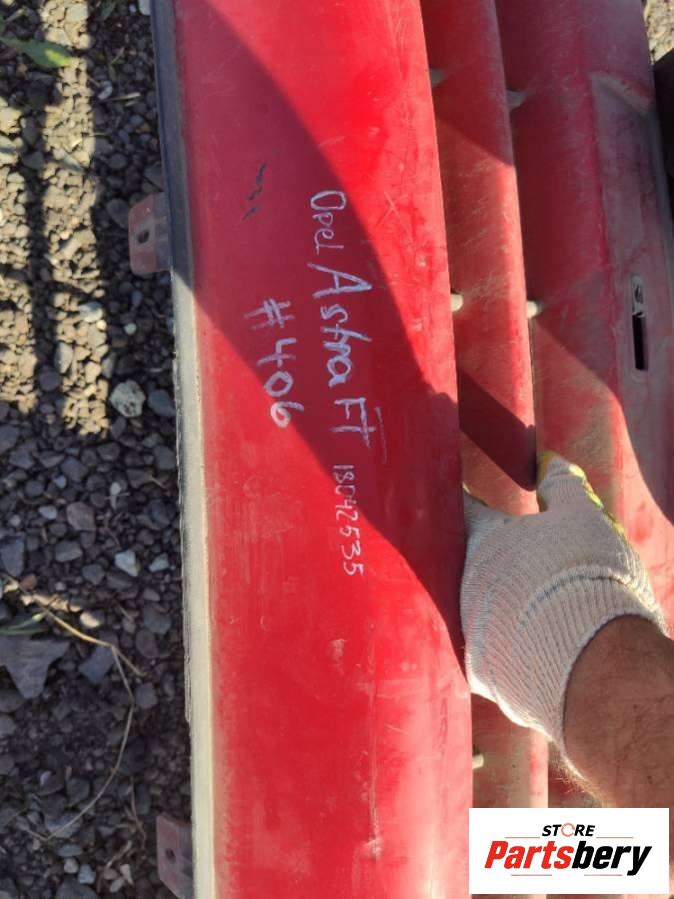 Opel Astra FT 18042535
#406
STORE
Partsbery